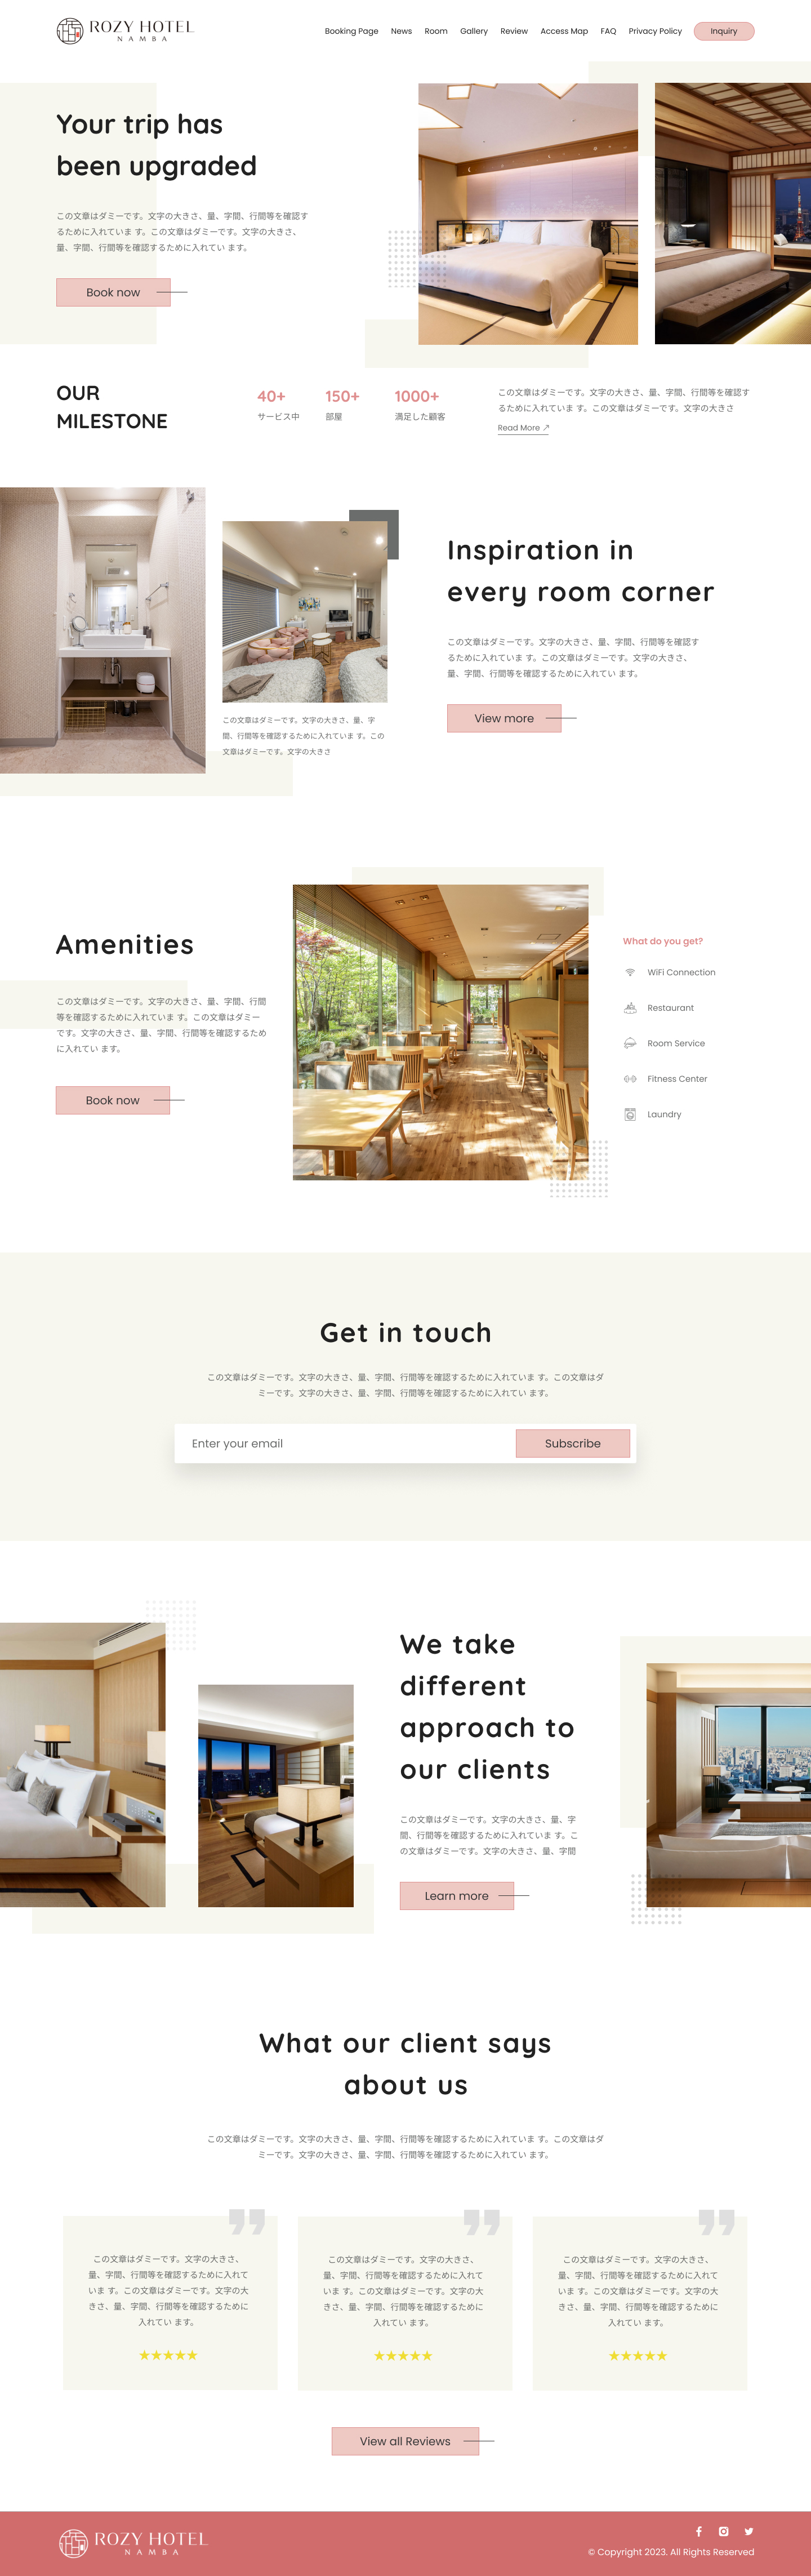 ROZY HOTEL
NAMBA
Booking Page News Room Gallery Review Access Map FAQ Privacy Policy Inquiry
Your trip has
been upgraded
この文章はダミーです。文字の大きさ、量、字間、行間等を確認す
るために入れていま す。この文章はダミーです。文字の大きさ、
量、字間、行間等を確認するために入れてい ます。
Book now
OUR
MILESTONE
40+
サービス中
150+
部屋
1000+
満足した顧客
この文章はダミーです。文字の大きさ、量、字間、行間等を確認す
るために入れていま す。この文章はダミーです。文字の大きさ
Read More
Inspiration in
every room corner
この文章はダミーです。文字の大きさ、量、字間、行間等を確認す
るために入れていま す。この文章はダミーです。文字の大きさ、
量、字間、行間等を確認するために入れてい ます。
View more
この文章はダミーです。文字の大きさ、量、字
間、行間等を確認するために入れていま す。この
文章はダミーです。文字の大きさ
Amenities
この文章はダミーです。文字の大きさ、量、字間、行間
等を確認するために入れていま す。この文章はダミー
です。文字の大きさ、量、字間、行間等を確認するため
に入れてい ます。
Book now
What do you get?
WiFi Connection
Restaurant
Room Service
Fitness Center
Laundry
Get in touch
この文章はダミーです。文字の大きさ、量、字間、行間等を確認するために入れていま す。この文章はダ
ミーです。文字の大きさ、量、字間、行間等を確認するために入れてい ます。
Enter your email
Subscribe
We take
different
approach to
our clients
この文章はダミーです。文字の大きさ、量、字
間、行間等を確認するために入れていま す。こ
の文章はダミーです。文字の大きさ、量、字間
Learn more
What our client says
about us
この文章はダミーです。文字の大きさ、量、字間、行間等を確認するために入れていま す。この文章はダ
ミーです。文字の大きさ、量、字間、行間等を確認するために入れてい ます。
この文章はダミーです。文字の大きさ、
量、字間、行間等を確認するために入れて
いま す。この文章はダミーです。文字の大
きさ、量、字間、行間等を確認するために
入れてい ます。
この文章はダミーです。文字の大きさ、
量、字間、行間等を確認するために入れて
いま す。この文章はダミーです。文字の大
きさ、量、字間、行間等を確認するために
入れてい ます。
この文章はダミーです。文字の大きさ、
量、字間、行間等を確認するために入れて
いま す。この文章はダミーです。文字の大
きさ、量、字間、行間等を確認するために
入れてい ます。
View all Reviews
ROZY HOTEL
NAMBA
© Copyright 2023. All Rights Reserved